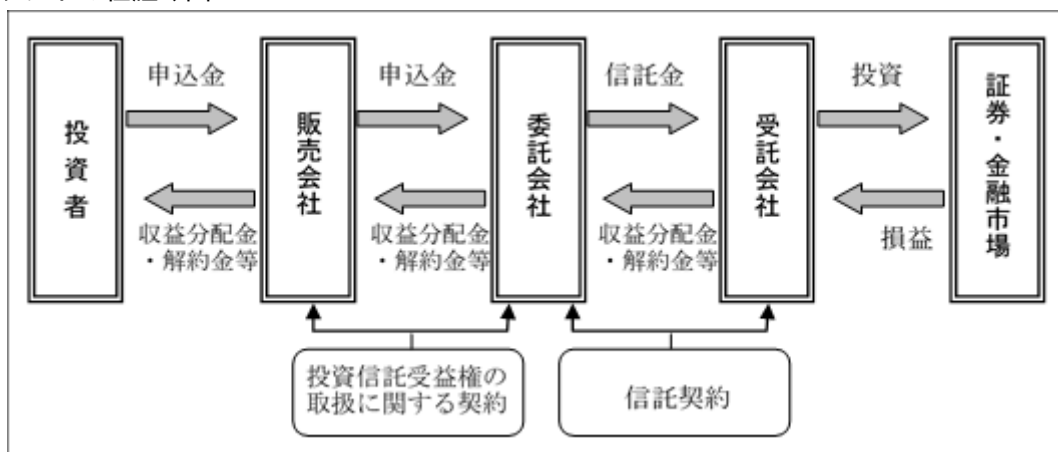 申込金
申込金
信託金
投資
投資者
販売会社
委託会社
受託会社
証券・金融市場
収益分配金
・解約金等
収益分配金
・解約金等
収益分配金
・解約金等
損益
投資信託受益権の
取扱に関する契約
信託契約